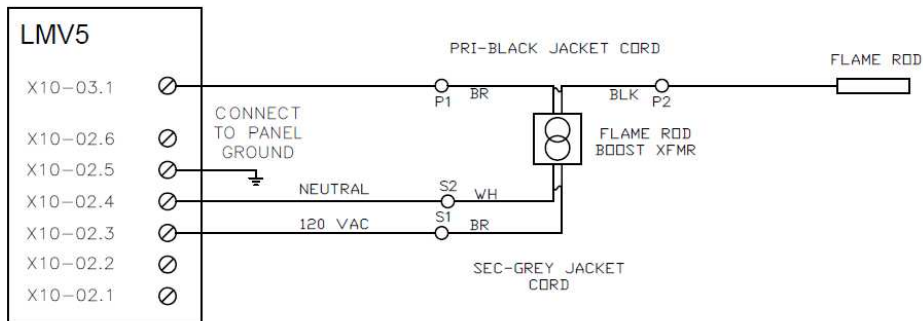 LMV5
PRI-BLACK JACKET CORD
FLAME ROD
X10-03.1
P1
BR
BLK
P2
CONNECT
TO PANEL
GROUND
FLAME ROD
BOOST XFMR
X10-02.6
X10-02.5
X10-02.4
NEUTRAL
S2
WH
X10-02.3
120 VAC
S1
BR
X10-02.2
X10-02.1
SEC-GREY JACKET
CORD